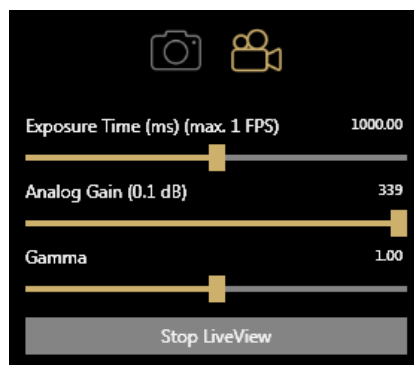 Exposure Time (ms) (max. 1 FPS) 1000.00
Analog Gain (0.1 dB) 339
Gamma 1.00
Stop LiveView